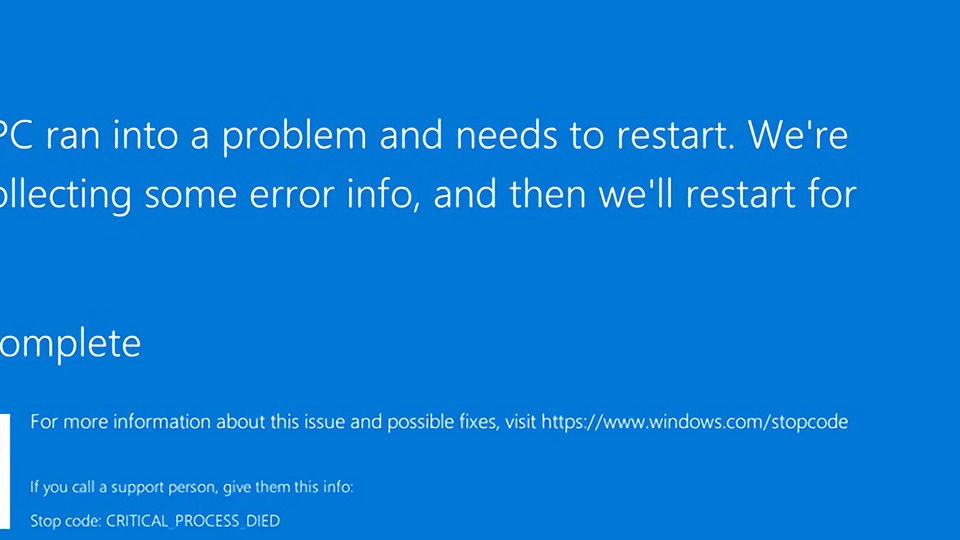 PC ran into a problem and needs to restart. We're
ollecting some error info, and then we'll restart for
omplete
For more information about this issue and possible fixes, visit https://www.windows.com/stopcode
If you call a support person, give them this info:
Stop code: CRITICAL_PROCESS_DIED